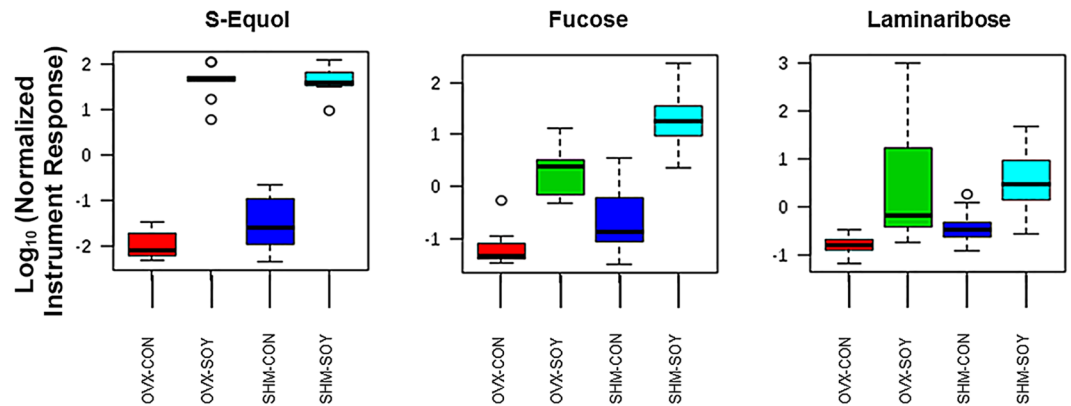 S-Equol
Fucose
Laminaribose
Log₁₀ (Normalized
Instrument Response)
2
1
0
-1
-2
OVX-CON
OVX-SOY
SHM-CON
SHM-SOY
2
1
0
-1
OVX-CON
OVX-SOY
SHM-CON
SHM-SOY
3
2
1
0
-1
OVX-CON
OVX-SOY
SHM-CON
SHM-SOY